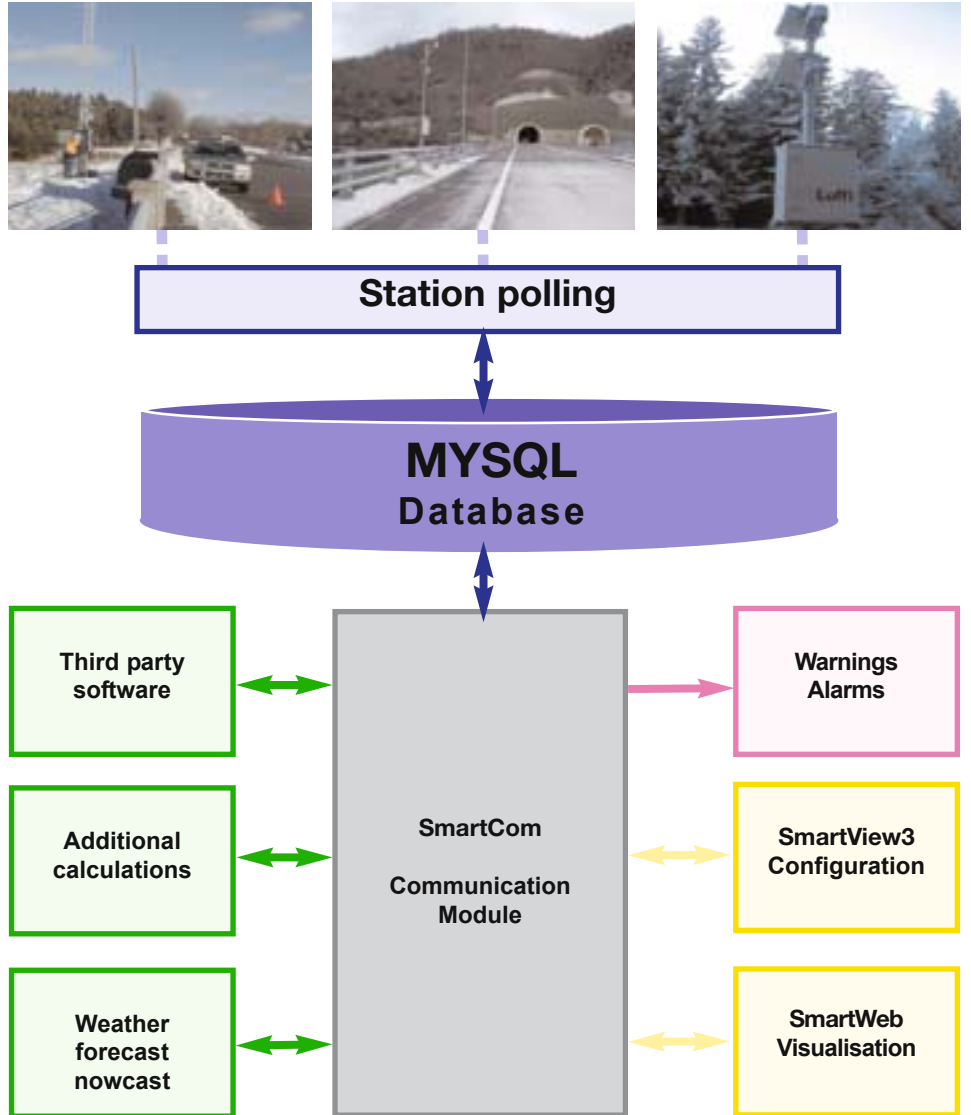 Station polling
MYSQL
Database
Third party
software
Additional
calculations
Weather
forecast
nowcast
SmartCom
Communication
Module
Warnings
Alarms
SmartView3
Configuration
SmartWeb
Visualisation